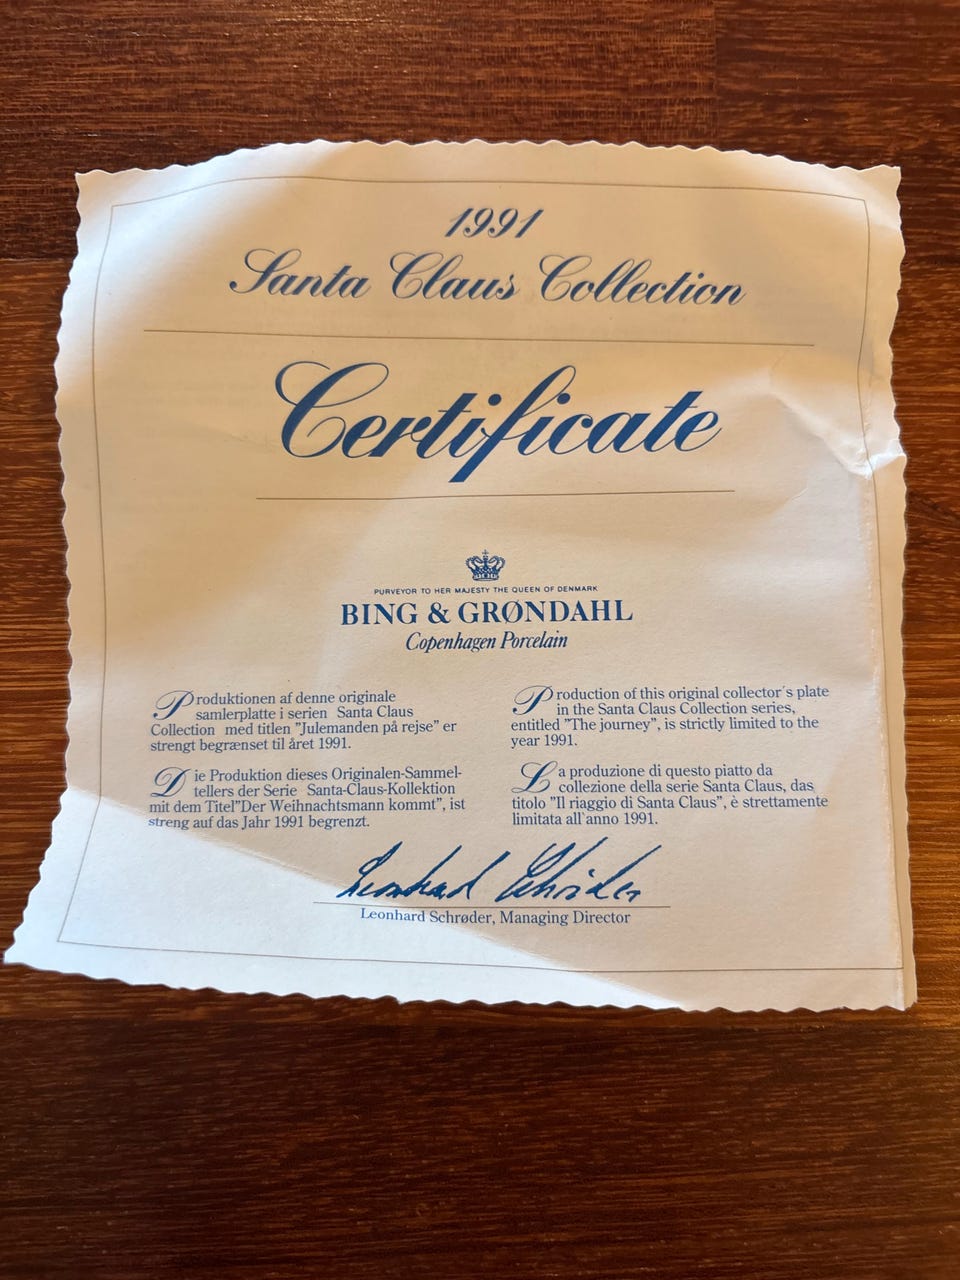 1991
Santa Claus Collection
Certificate
PURVEYOR TO HER MAJESTY THE QUEEN OF DENMARK
BING & GRØNDAHL
Copenhagen Porcelain
Produktionen af denne originale
samlerplatte i serien Santa Claus
Collection med titlen "Julemanden på rejse" er
strengt begrænset til året 1991.
Die Produktion dieses Originalen-Sammel-
tellers der Serie Santa-Claus-Kollektion
mit dem Titel"Der Weihnachtsmann kommt", ist
streng auf das Jahr 1991 begrenzt.
Production of this original collector's plate
in the Santa Claus Collection series,
entitled "The journey", is strictly limited to the
year 1991.
La produzione di questo piatto da
collezione della serie Santa Claus, das
titolo "Il riaggio di Santa Claus", è strettamente
limitata all'anno 1991.
Leonhard Schrøder
Leonhard Schrøder, Managing Director